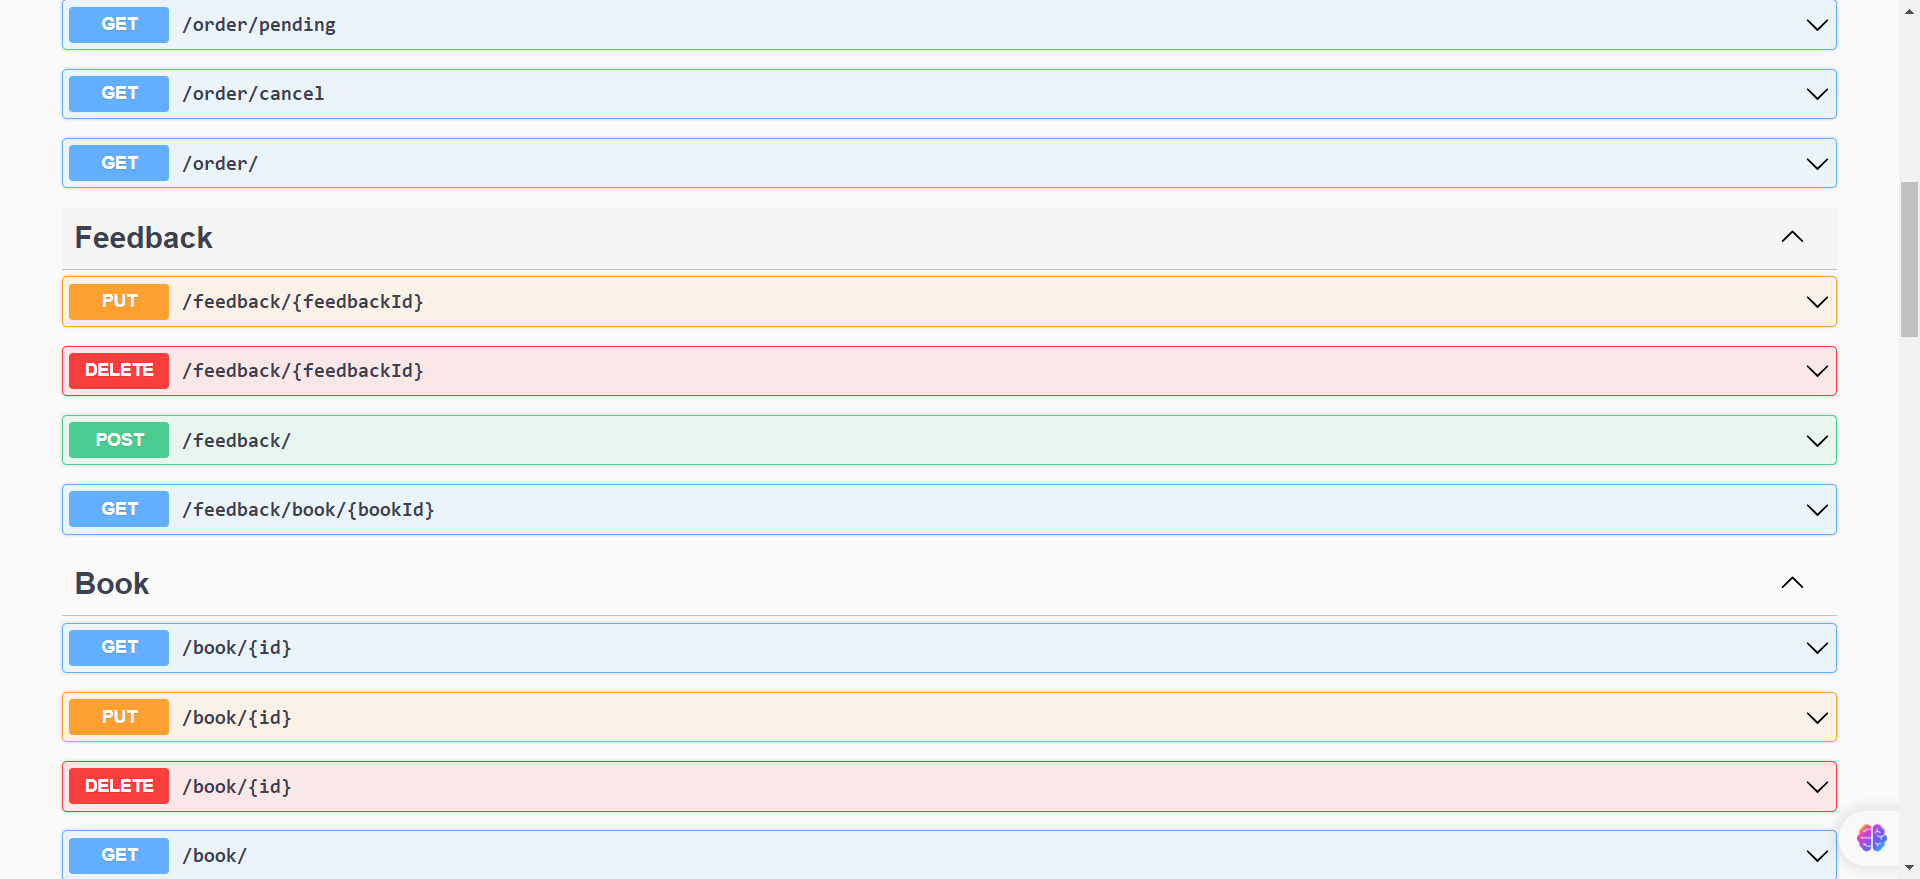 GET /order/pending
GET /order/cancel
GET /order/
Feedback
PUT /feedback/{feedbackId}
DELETE /feedback/{feedbackId}
POST /feedback/
GET /feedback/book/{bookId}
Book
GET /book/{id}
PUT /book/{id}
DELETE /book/{id}
GET /book/